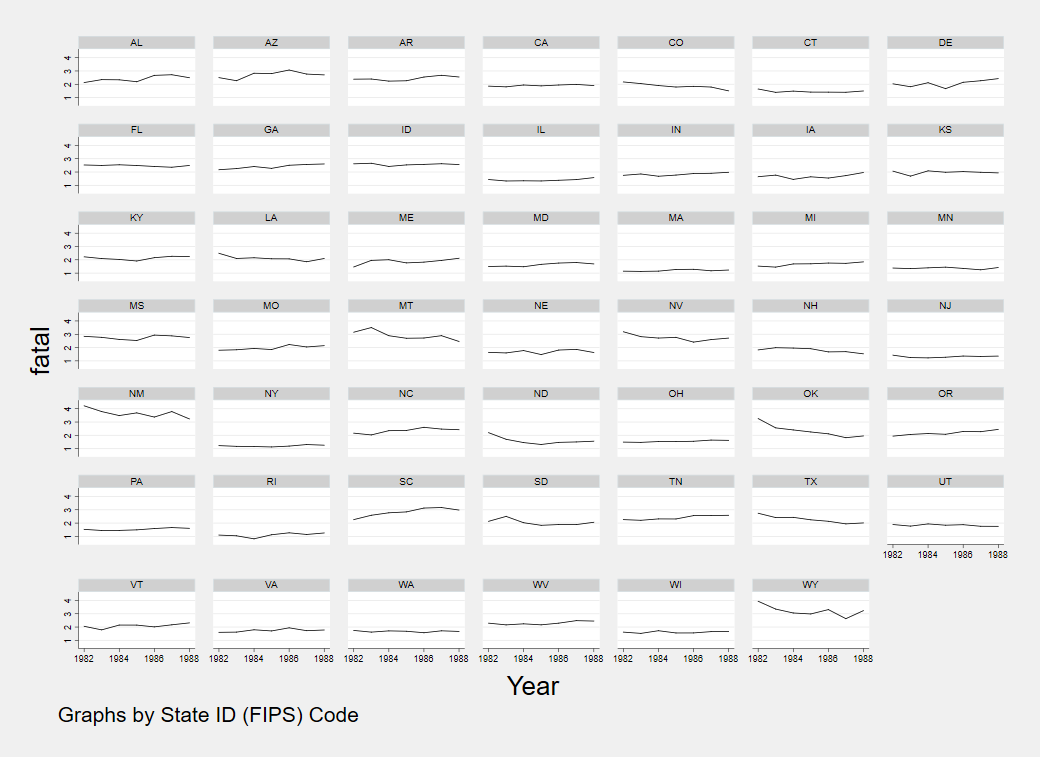 AL AZ AR CA CO CT DE
4
3
2
1
FL GA ID IL IN IA KS
4
3
2
1
KY LA ME MD MA MI MN
4
3
2
1
MS MO MT NE NV NH NJ
4
3
2
1
fatal
NM NY NC ND OH OK OR
4
3
2
1
PA RI SC SD TN TX UT
4
3
2
1
1982 1984 1986 1988
VT VA WA WV WI WY
4
3
2
1
1982 1984 1986 1988 1982 1984 1986 1988 1982 1984 1986 1988 1982 1984 1986 1988 1982 1984 1986 1988 1982 1984 1986 1988
Year
Graphs by State ID (FIPS) Code